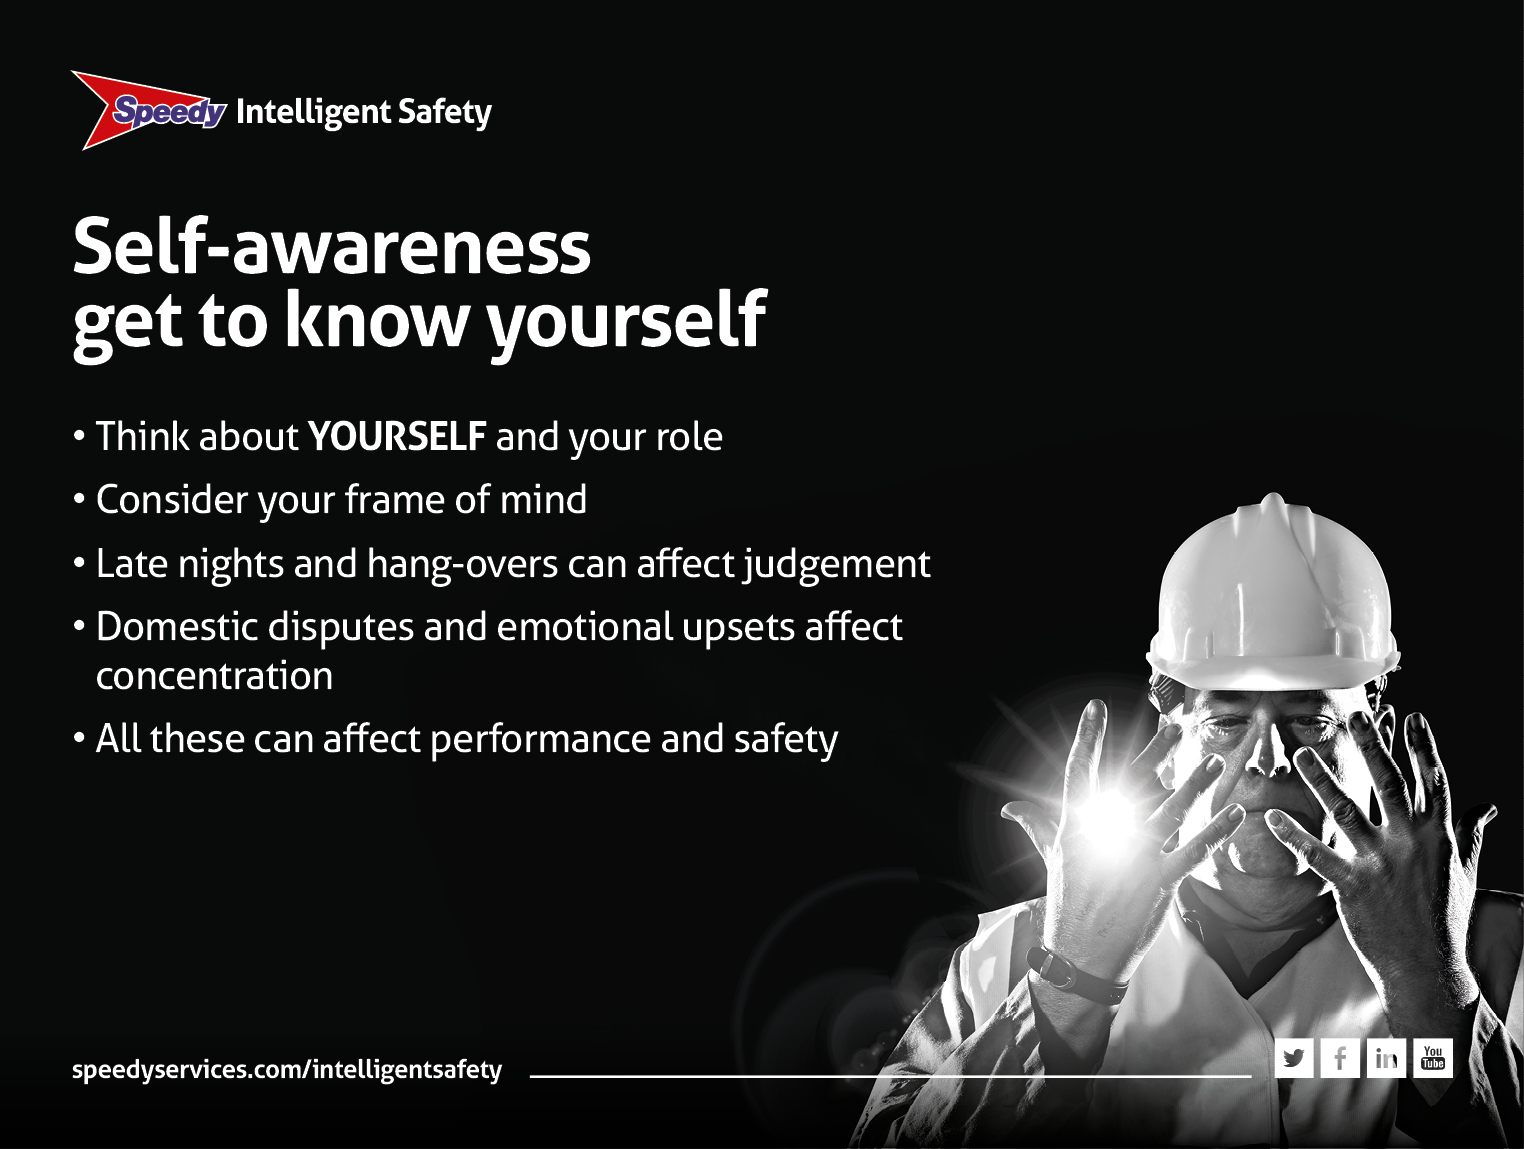 Speedy Intelligent Safety
Self-awareness
get to know yourself
• Think about YOURSELF and your role
• Consider your frame of mind
• Late nights and hang-overs can affect judgement
• Domestic disputes and emotional upsets affect
concentration
• All these can affect performance and safety
speedyservices.com/intelligentsafety
in
You
Tube